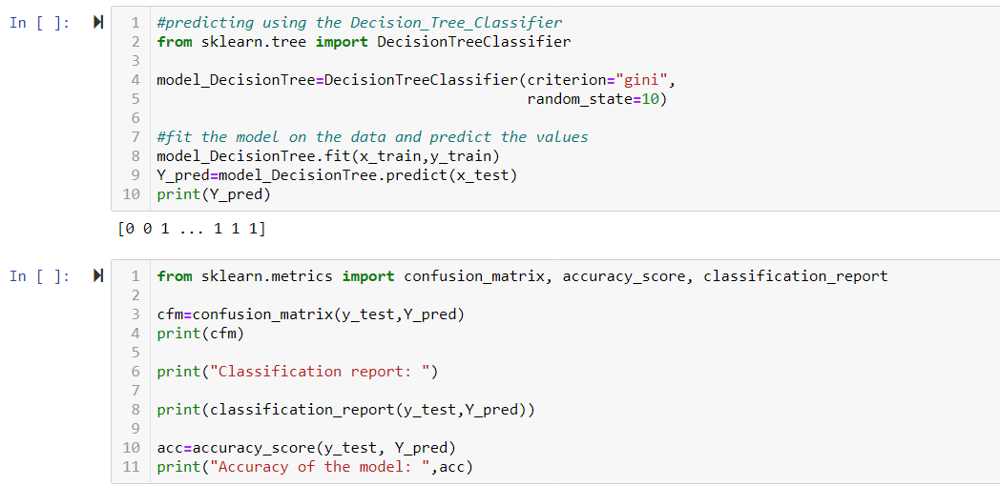 In [ ]:
1 #predicting using the Decision_Tree_Classifier
2 from sklearn.tree import DecisionTreeClassifier
3
4 model_DecisionTree=DecisionTreeClassifier(criterion="gini",
5                                           random_state=10)
6
7 #fit the model on the data and predict the values
8 model_DecisionTree.fit(x_train,y_train)
9 Y_pred=model_DecisionTree.predict(x_test)
10 print(Y_pred)
[0 0 1 ... 1 1 1]
In [ ]:
1 from sklearn.metrics import confusion_matrix, accuracy_score, classification_report
2
3 cfm=confusion_matrix(y_test,Y_pred)
4 print(cfm)
5
6 print("Classification report: ")
7
8 print(classification_report(y_test,Y_pred))
9
10 acc=accuracy_score(y_test, Y_pred)
11 print("Accuracy of the model: ",acc)